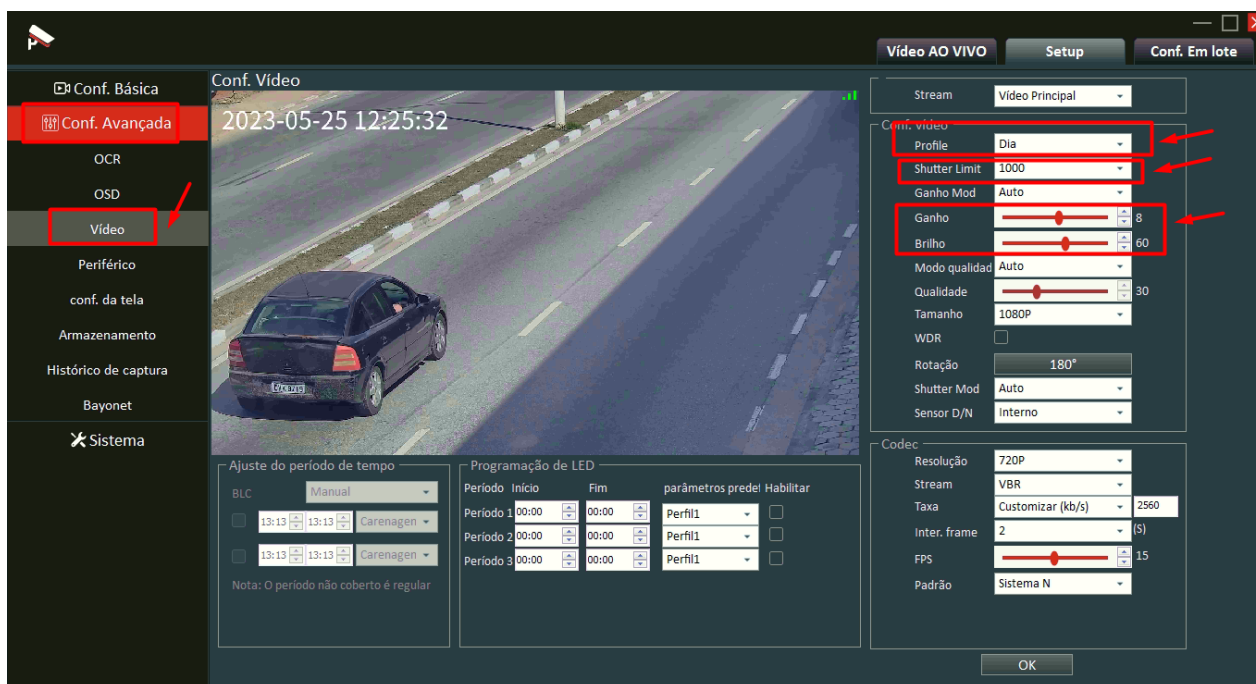 Vídeo AO VIVO
Setup
Conf. Em lote
Conf. Básica
Conf. Avançada
OCR
OSD
Vídeo
Periférico
conf. da tela
Armazenamento
Histórico de captura
Bayonet
Sistema
Conf. Vídeo
2023-05-25 12:25:32
Ajuste do período de tempo
BLC Manual
13:13 13:13 Carenagen
13:13 13:13 Carenagen
Nota: O período não coberto é regular
Programação de LED
Período Início Fim parâmetros predet Habilitar
Período 1 00:00 00:00 Perfil1
Período 2 00:00 00:00 Perfil1
Período 3 00:00 00:00 Perfil1
Stream Vídeo Principal
Conf. vídeo
Profile Dia
Shutter Limit 1000
Ganho Mod Auto
Ganho 8
Brilho 60
Modo qualidad Auto
Qualidade 30
Tamanho 1080P
WDR
Rotação 180°
Shutter Mod Auto
Sensor D/N Interno
Codec
Resolução 720P
Stream VBR
Taxa Customizar (kb/s) 2560
Inter. frame 2 (S)
FPS 15
Padrão Sistema N
OK